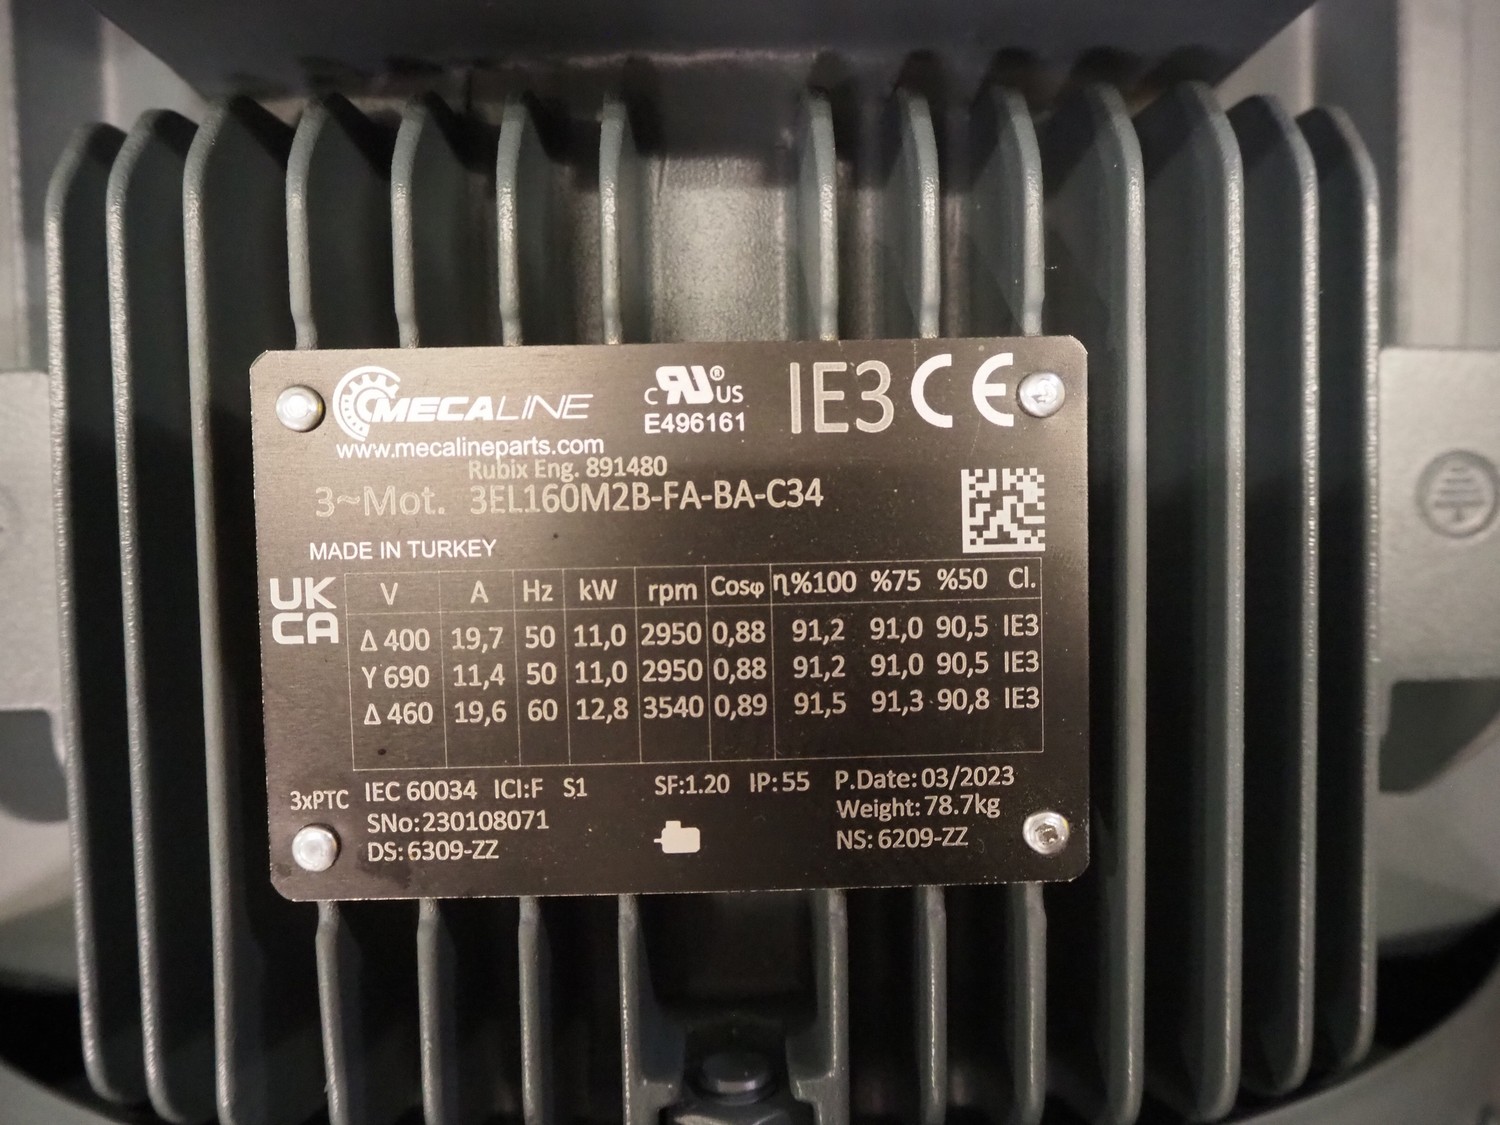 MECALINE
www.mecalineparts.com
c RU ® US
E496161
IE3 CE
Rubix Eng. 891480
3~Mot. 3EL160M2B-FA-BA-C34
MADE IN TURKEY
UK
CA
V A Hz kW rpm Cosφ η%100 %75 %50 Cl.
Δ 400 19,7 50 11,0 2950 0,88 91,2 91,0 90,5 IE3
Y 690 11,4 50 11,0 2950 0,88 91,2 91,0 90,5 IE3
Δ 460 19,6 60 12,8 3540 0,89 91,5 91,3 90,8 IE3
3xPTC IEC 60034 ICl:F S1 SF:1.20 IP:55 P.Date:03/2023
SNo:230108071 Weight:78.7kg
DS:6309-ZZ NS:6209-ZZ